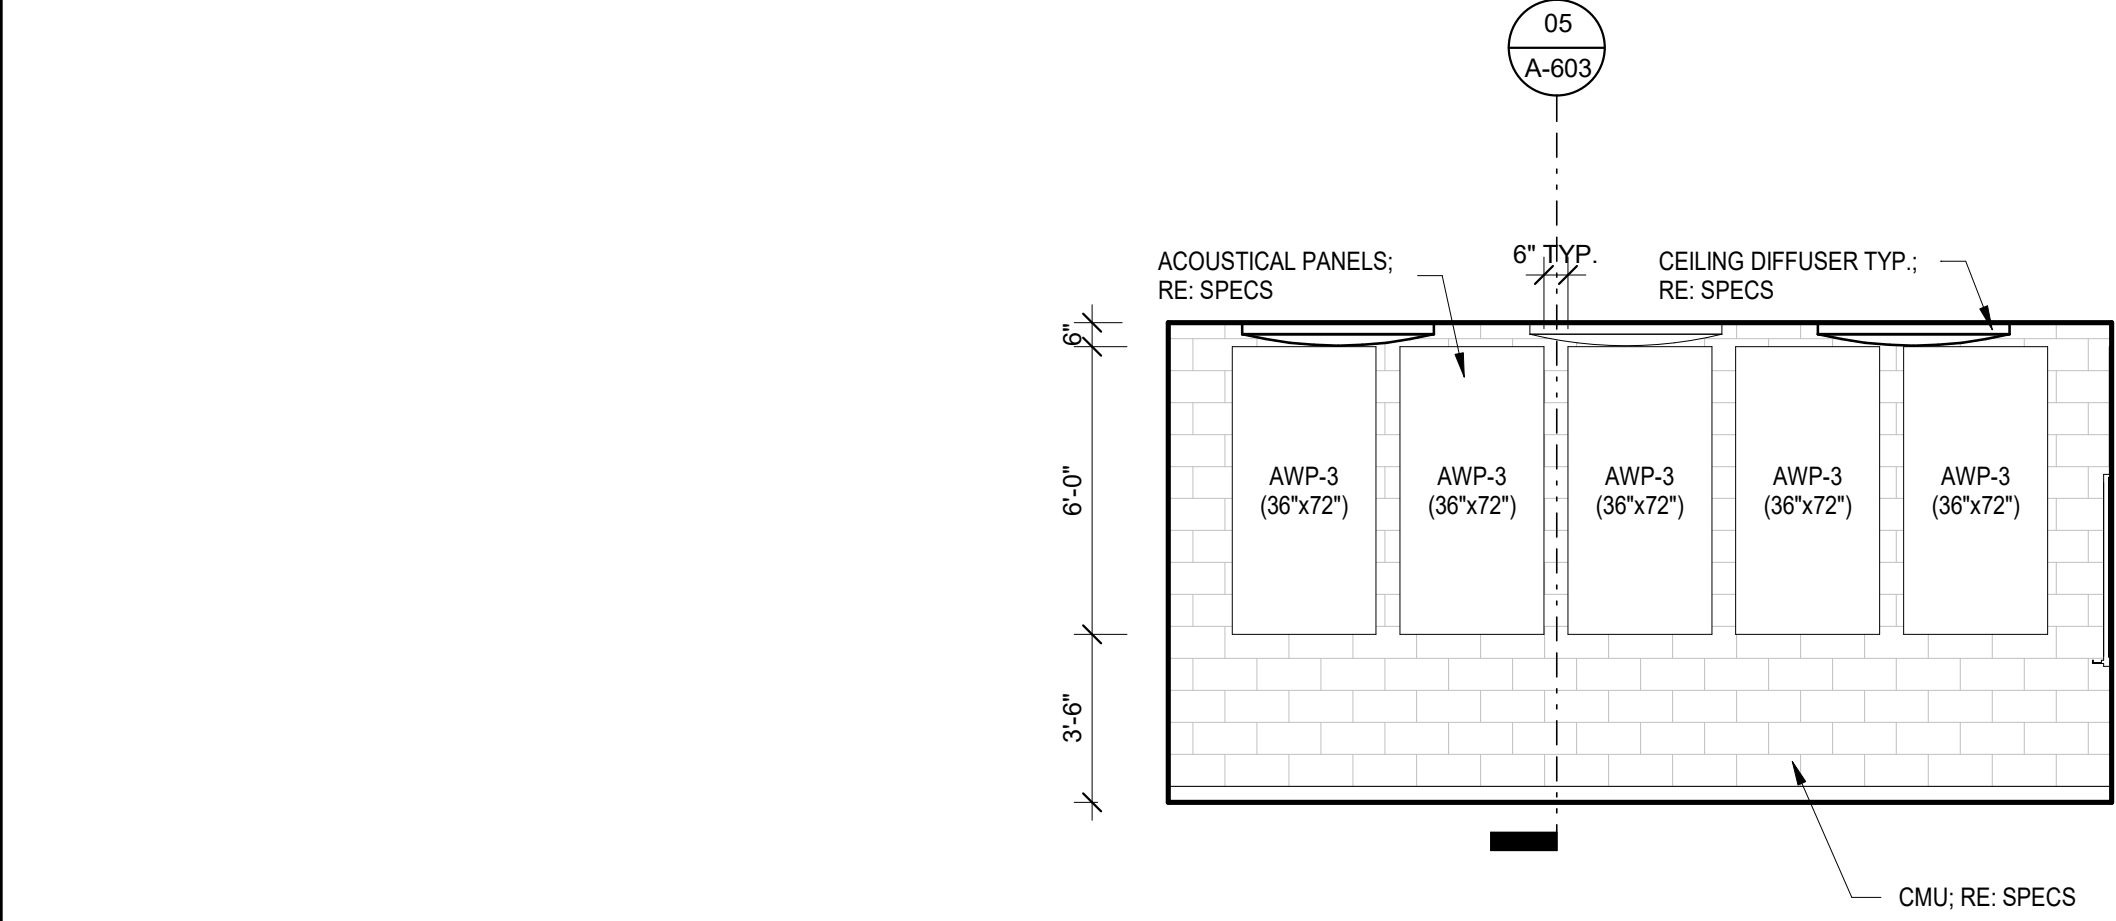 05
A-603
ACOUSTICAL PANELS;
RE: SPECS
6" TYP.
CEILING DIFFUSER TYP.;
RE: SPECS
6"
6'-0"
3'-6"
AWP-3
(36"x72")
AWP-3
(36"x72")
AWP-3
(36"x72")
AWP-3
(36"x72")
AWP-3
(36"x72")
CMU; RE: SPECS